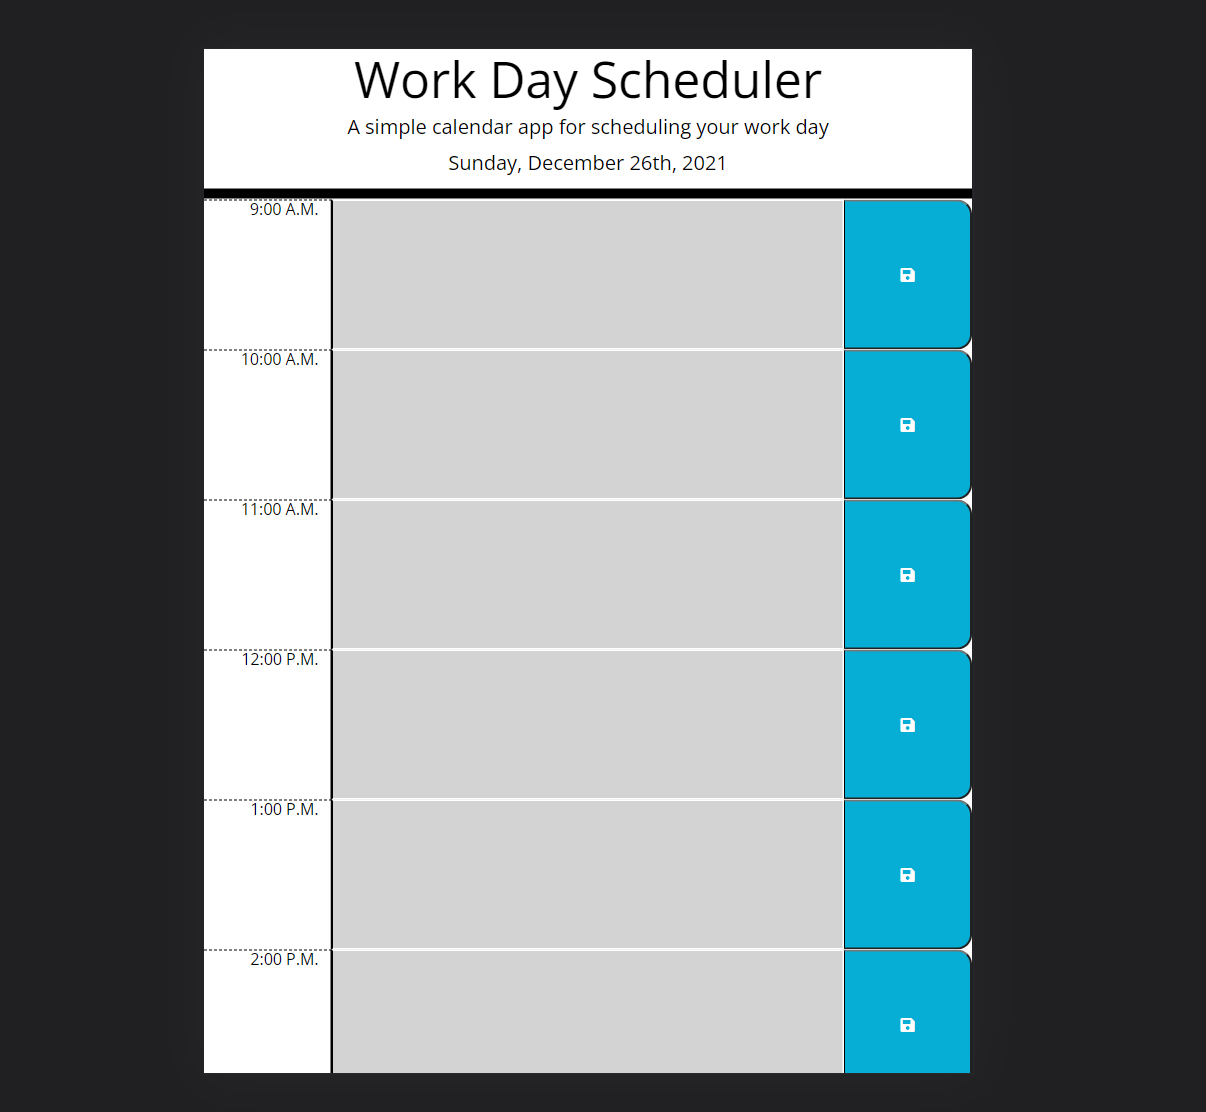 Work Day Scheduler
A simple calendar app for scheduling your work day
Sunday, December 26th, 2021
9:00 A.M.
10:00 A.M.
11:00 A.M.
12:00 P.M.
1:00 P.M.
2:00 P.M.